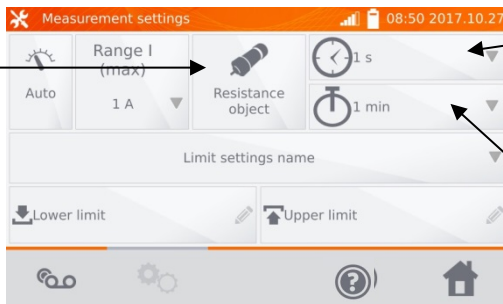 Measurement settings
08:50 2017.10.27
Auto
Range I
(max)
1 A
Resistance
object
1 s
1 min
Limit settings name
Lower limit
Upper limit